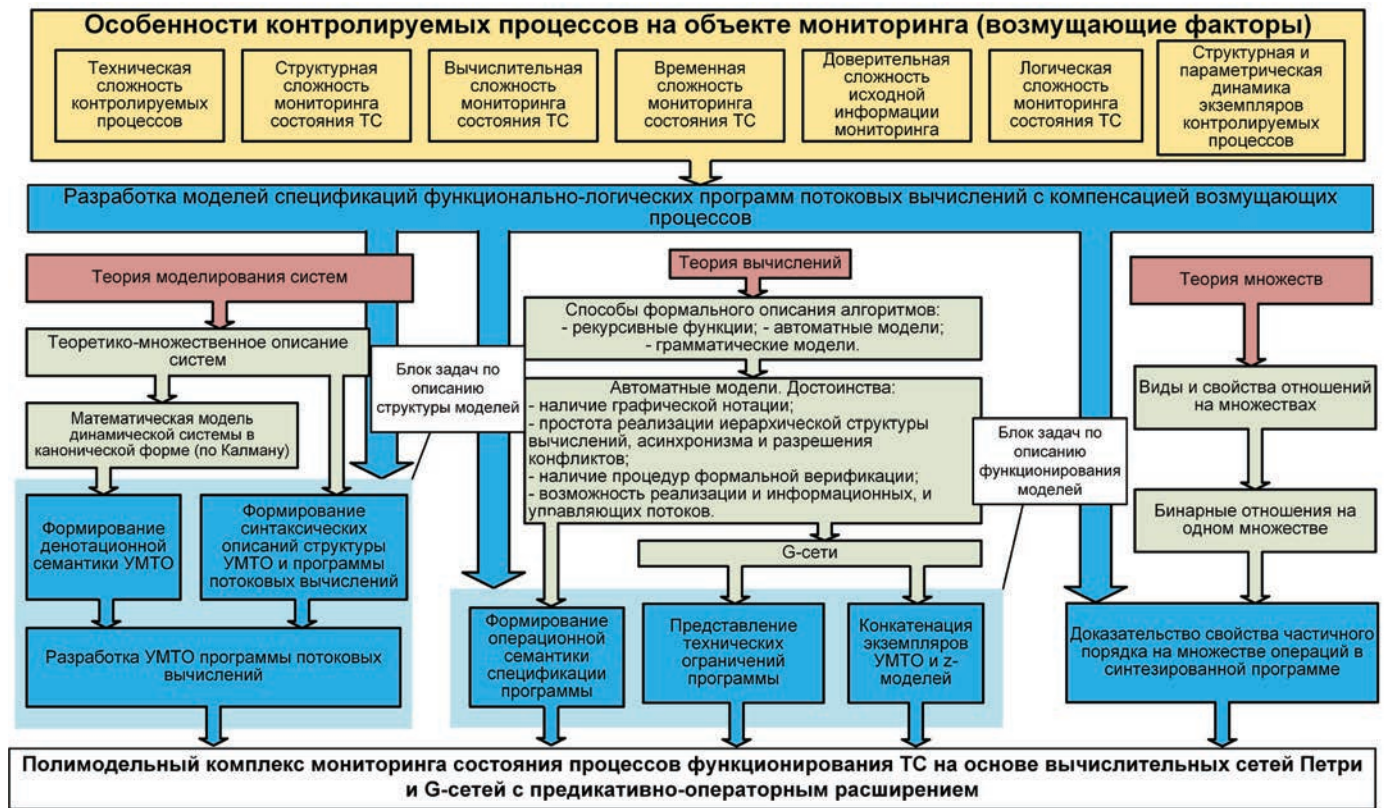 Особенности контролируемых процессов на объекте мониторинга (возмущающие факторы)
Техническая
сложность
контролируемых
процессов
Структурная
сложность
мониторинга
состояния ТС
Вычислительная
сложность
мониторинга
состояния ТС
Временная
сложность
мониторинга
состояния ТС
Доверительная
сложность
исходной
информации
мониторинга
Логическая
сложность
мониторинга
состояния ТС
Структурная и
параметрическая
динамика
экземпляров
контролируемых
процессов
Разработка моделей спецификаций функционально-логических программ потоковых вычислений с компенсацией возмущающих
процессов
Теория моделирования систем
Теоретико-множественное описание
систем
Математическая модель
динамической системы в
канонической форме (по Калману)
Блок задач по
описанию
структуры моделей
Формирование
денотационной
семантики УМТО
Формирование
синтаксических
описаний структуры
УМТО и программы
потоковых вычислений
Разработка УМТО программы потоковых
вычислений
Теория вычислений
Способы формального описания алгоритмов:
- рекурсивные функции; - автоматные модели;
- грамматические модели.
Автоматные модели. Достоинства:
- наличие графической нотации;
- простота реализации иерархической структуры
вычислений, асинхронизма и разрешения
конфликтов;
- наличие процедур формальной верификации;
- возможность реализации и информационных, и
управляющих потоков.
Блок задач по
описанию
функционирования
моделей
G-сети
Формирование
операционной
семантики
спецификации
программы
Представление
технических
ограничений
программы
Конкатенация
экземпляров
УМТО и z-
моделей
Теория множеств
Виды и свойства отношений
на множествах
Бинарные отношения на
одном множестве
Доказательство свойства частичного
порядка на множестве операций в
синтезированной программе
Полимодельный комплекс мониторинга состояния процессов функционирования ТС на основе вычислительных сетей Петри
и G-сетей с предикативно-операторным расширением